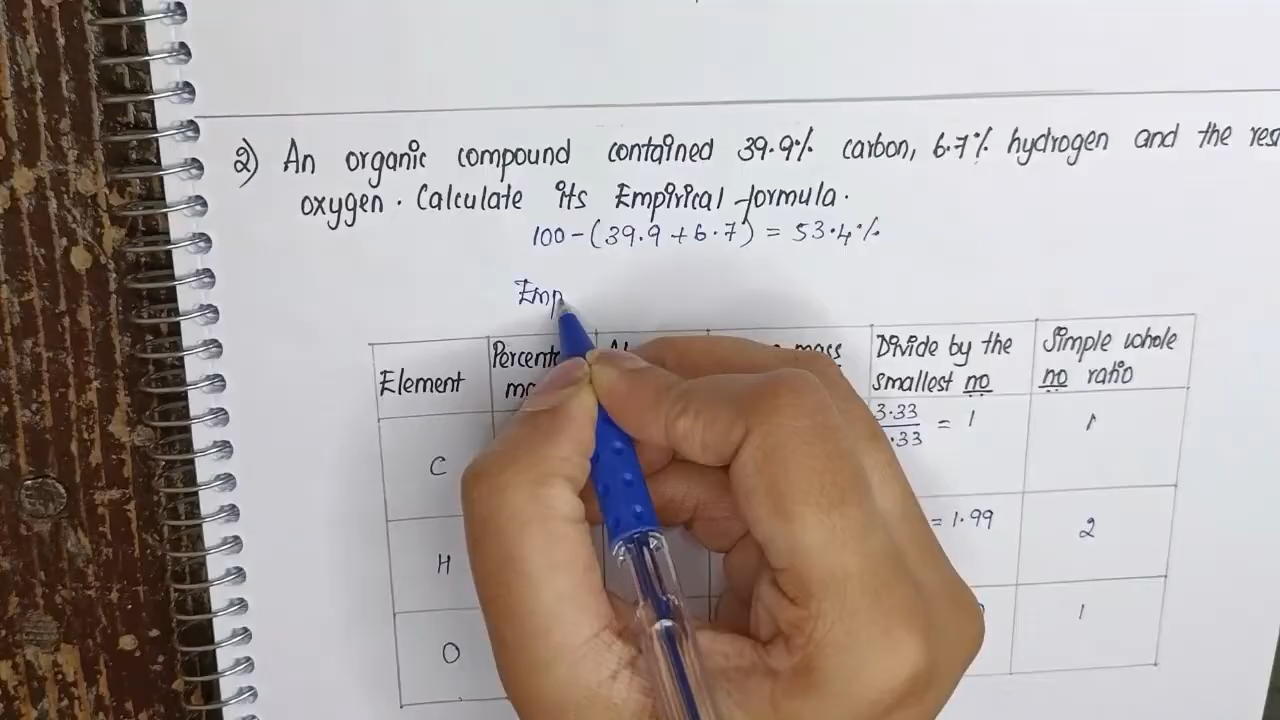 2) An organic compound contained 39.9% carbon, 6.7% hydrogen and the
oxygen. Calculate its Empirical formula.
100-(39.9+6.7) = 53.4%
Emp
Element
Divide by the smallest no
Simple whole no ratio
C
3.33 = 1
1
H
= 1.99
2
O
1